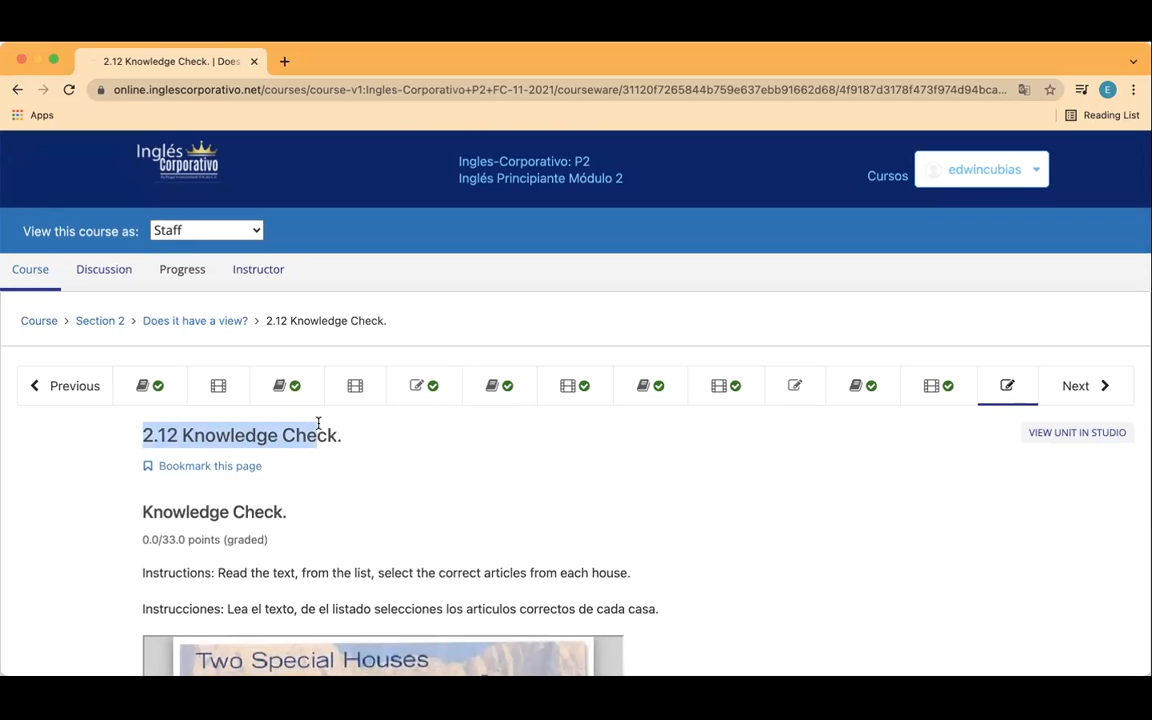 2.12 Knowledge Check. | Does
online.inglescorporativo.net/courses/course-v1:Ingles-Corporativo+P2+FC-11-2021/courseware/31120f7265844b759e637ebb91662d68/4f9187d3178f473f974d94bca...
E
Apps
Reading List
Inglés
Corporativo
Ingles-Corporativo: P2
Inglés Principiante Módulo 2
Cursos
edwincubias
View this course as:
Staff
Course
Discussion
Progress
Instructor
Course > Section 2 > Does it have a view? > 2.12 Knowledge Check.
Previous
Next
2.12 Knowledge Check.
VIEW UNIT IN STUDIO
Bookmark this page
Knowledge Check.
0.0/33.0 points (graded)
Instructions: Read the text, from the list, select the correct articles from each house.
Instrucciones: Lea el texto, de el listado selecciones los articulos correctos de cada casa.
Two Special Houses